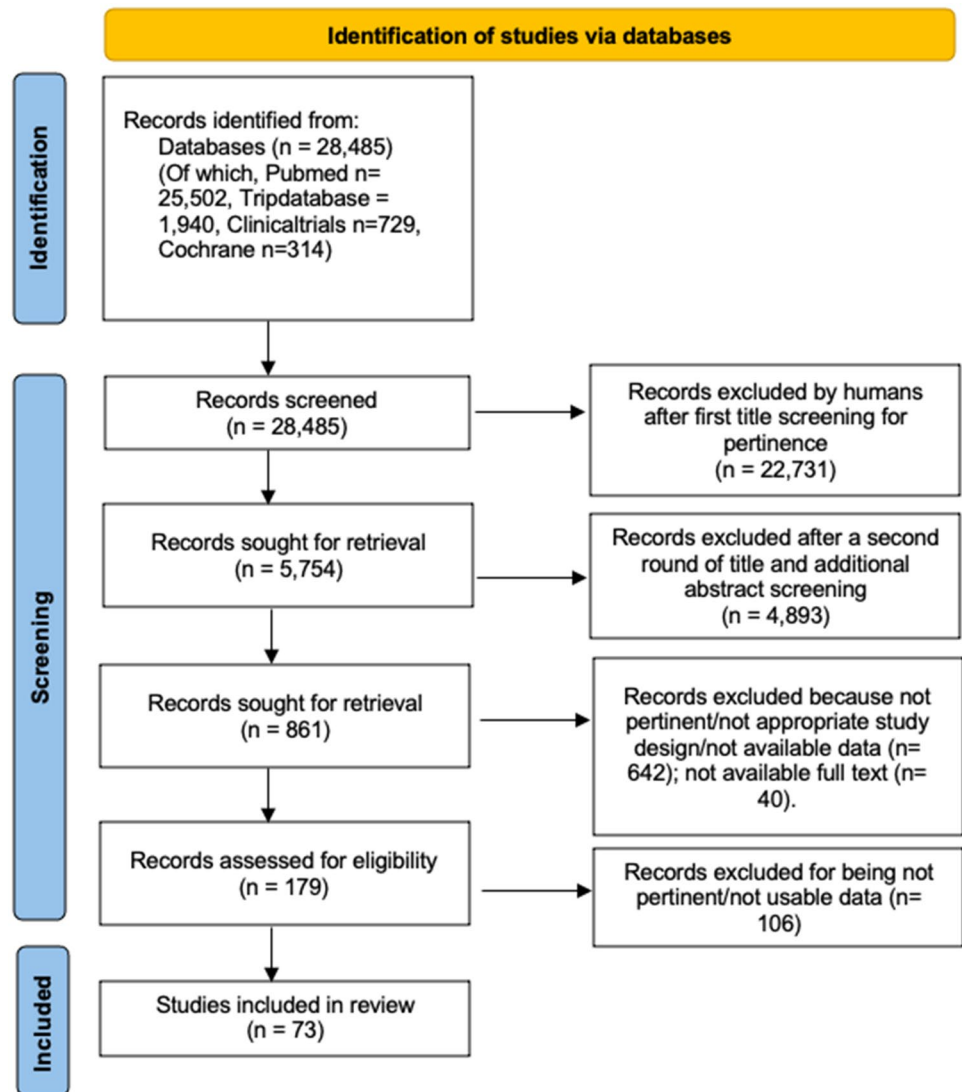 Identification of studies via databases
Identification
Records identified from:
Databases (n = 28,485)
(Of which, Pubmed n=
25,502, Tripdatabase =
1,940, Clinicaltrials n=729,
Cochrane n=314)
Screening
Records screened
(n = 28,485)
Records excluded by humans
after first title screening for
pertinence
(n = 22,731)
Records sought for retrieval
(n = 5,754)
Records excluded after a second
round of title and additional
abstract screening
(n = 4,893)
Records sought for retrieval
(n = 861)
Records excluded because not
pertinent/not appropriate study
design/not available data (n=
642); not available full text (n=
40).
Records assessed for eligibility
(n = 179)
Records excluded for being not
pertinent/not usable data (n=
106)
Included
Studies included in review
(n = 73)